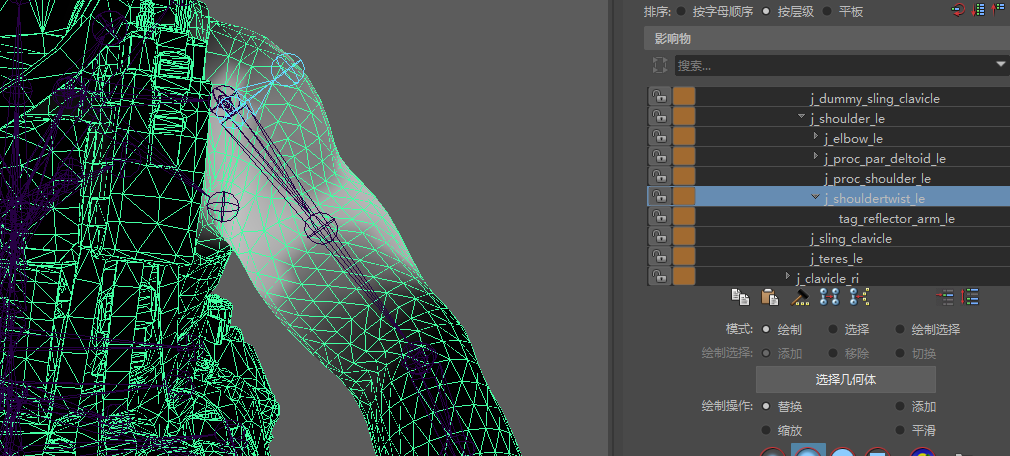 排序: 按字母顺序 按层级 平板
影响物
搜索...
j_dummy_sling_clavicle
j_shoulder_le
j_elbow_le
j_proc_par_deltoid_le
j_proc_shoulder_le
j_shouldertwist_le
tag_reflector_arm_le
j_sling_clavicle
j_teres_le
j_clavicle_ri
模式: 绘制 选择 绘制选择
绘制选择: 添加 移除 切换
选择几何体
绘制操作: 替换 添加
缩放 平滑